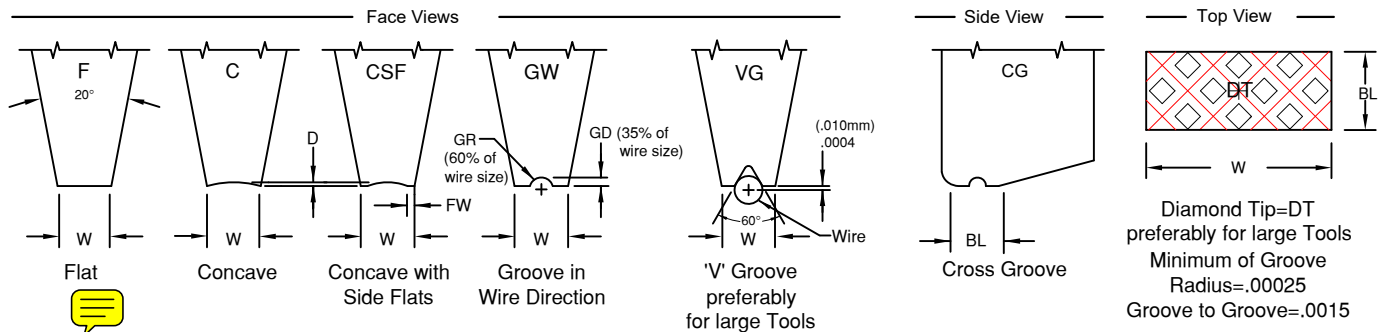 Face Views
Side View
Top View
F
20°
C
CSF
GW
VG
CG
DT
D
FW
GR
(60% of
wire size)
GD (35% of
wire size)
(.010mm)
.0004
60°
Wire
W
W
W
W
W
BL
BL
W
Flat
Concave
Concave with
Side Flats
Groove in
Wire Direction
'V' Groove
preferably
for large Tools
Cross Groove
Diamond Tip=DT
preferably for large Tools
Minimum of Groove
Radius=.00025
Groove to Groove=.0015